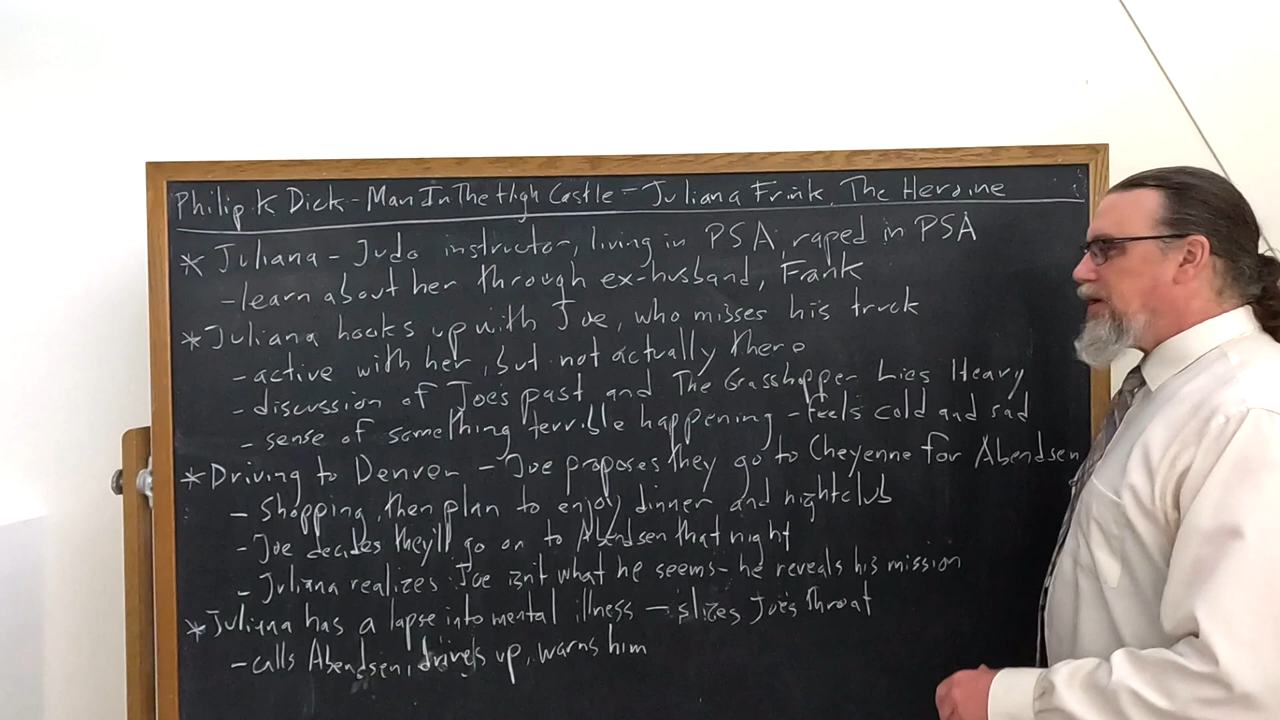 Philip K Dick - Man In The High Castle - Juliana Frink, The Heroine
* Juliana - Judo instructor, living in PSA, raped in PSA
- learn about her through ex-husband, Frank
* Juliana hooks up with Joe, who misses his truck
- active with her, but not actually there
- discussion of Joe's past and The Grasshopper Lies Heavy
- sense of something terrible happening - feels cold and sad
* Driving to Denver - Joe proposes they go to Cheyenne for Abendsen
- shopping, then plan to enjoy dinner and nightclub
- Joe decides they'll go on to Abendsen that night
- Juliana realizes Joe isn't what he seems - he reveals his mission
* Juliana has a lapse into mental illness - slices Joe's throat
- calls Abendsen, drives up, warns him